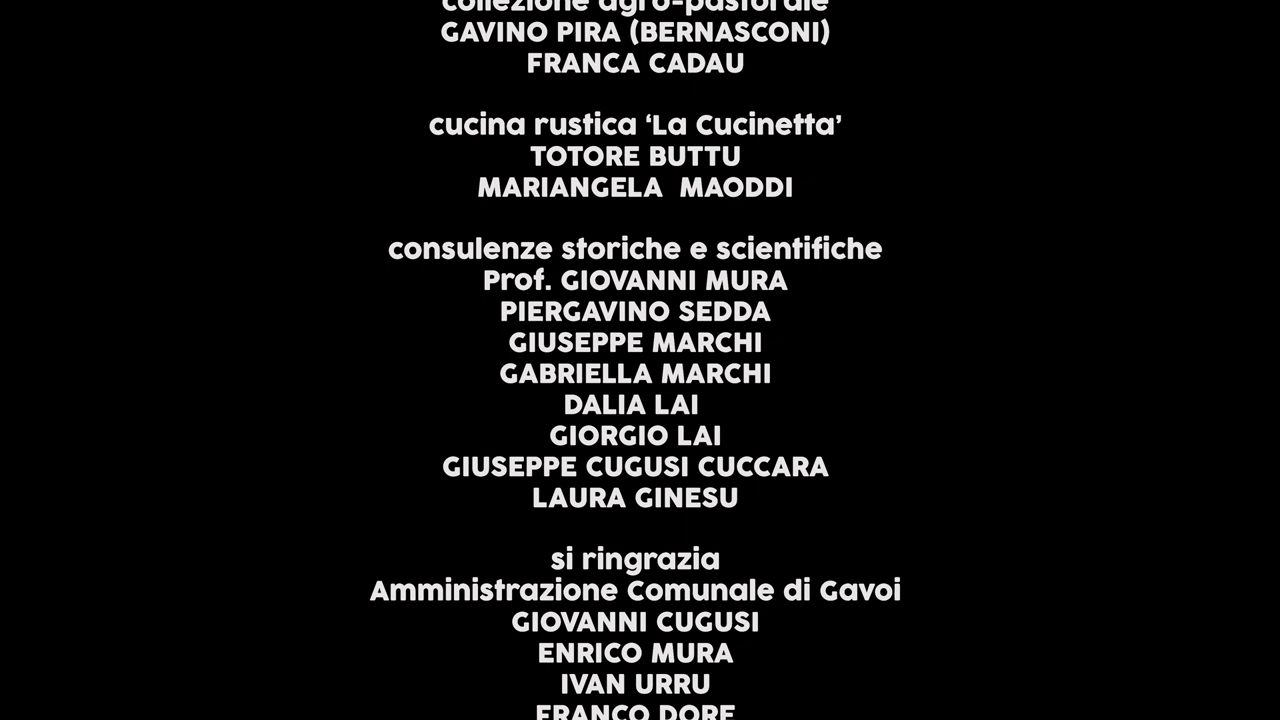 collezione agro-pastorale
GAVINO PIRA (BERNASCONI)
FRANCA CADAU
cucina rustica ‘La Cucinetta’
TOTORE BUTTU
MARIANGELA  MAODDI
consulenze storiche e scientifiche
Prof. GIOVANNI MURA
PIERGAVINO SEDDA
GIUSEPPE MARCHI
GABRIELLA MARCHI
DALIA LAI
GIORGIO LAI
GIUSEPPE CUGUSI CUCCARA
LAURA GINESU
si ringrazia
Amministrazione Comunale di Gavoi
GIOVANNI CUGUSI
ENRICO MURA
IVAN URRU
FRANCO DORE